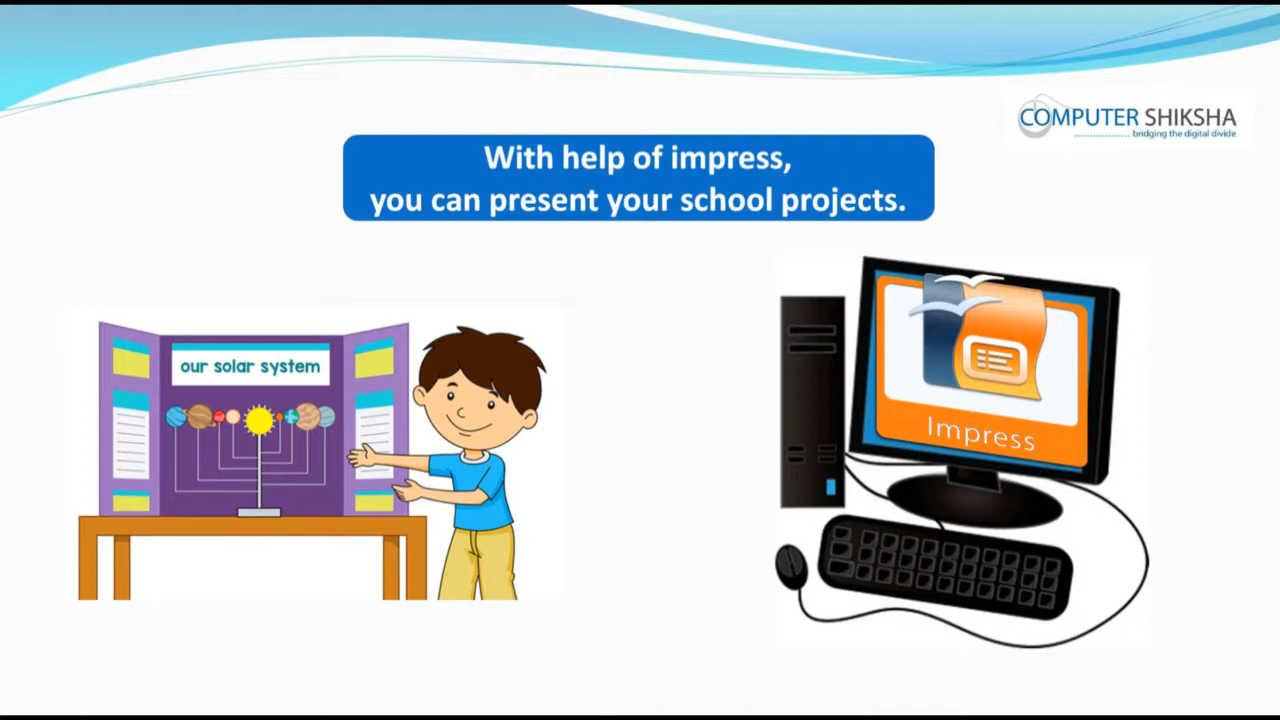 COMPUTER SHIKSHA
bridging the digital divide
With help of impress,
you can present your school projects.
our solar system
Impress